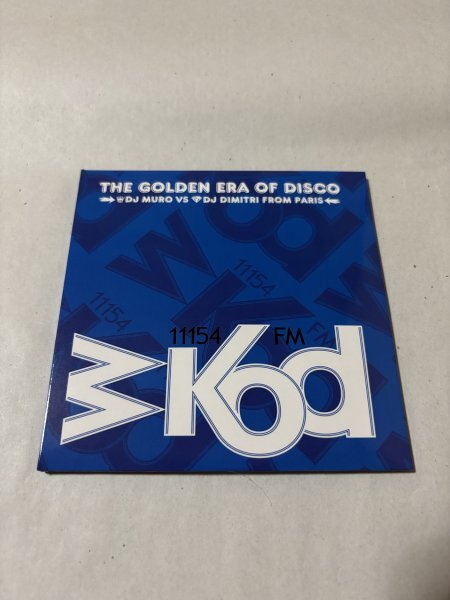 THE GOLDEN ERA OF DISCO
DJ MURO VS DJ DIMITRI FROM PARIS
11154 FM
WKod